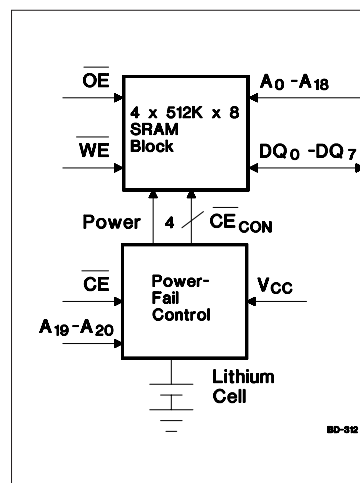 OE
A0 -A18
4 x 512K x 8
SRAM
Block
WE
DQ0 -DQ7
Power
4
CECON
CE
Power-
Fail
Control
VCC
A19-A20
Lithium
Cell
BD-312